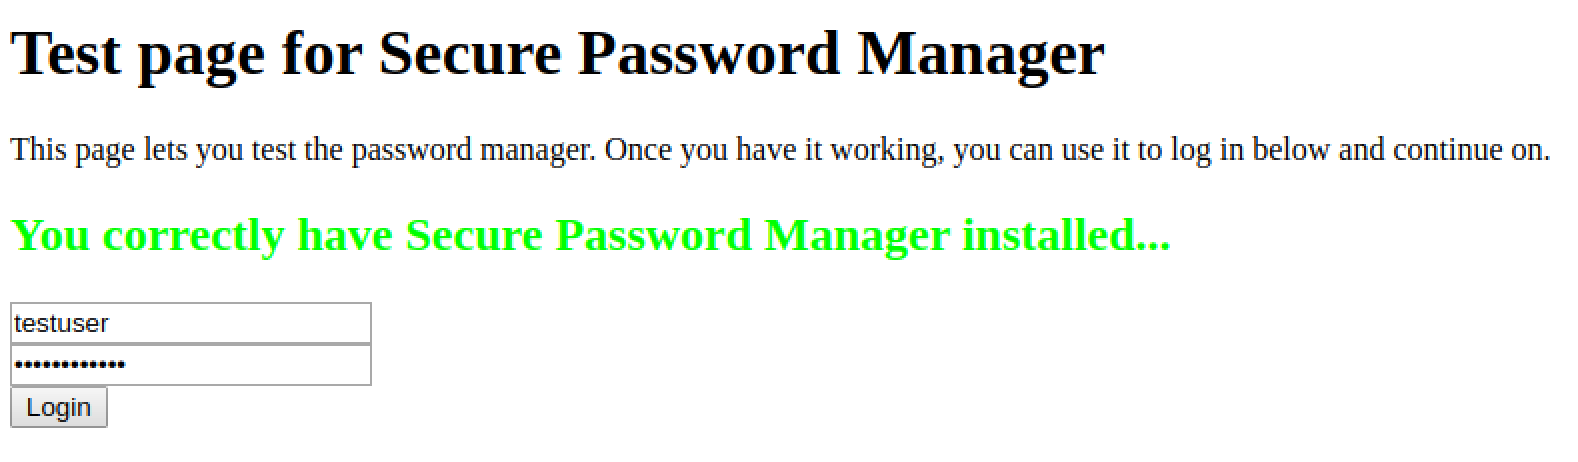 Test page for Secure Password Manager
This page lets you test the password manager. Once you have it working, you can use it to log in below and continue on.
You correctly have Secure Password Manager installed...
testuser
••••••••••••
Login